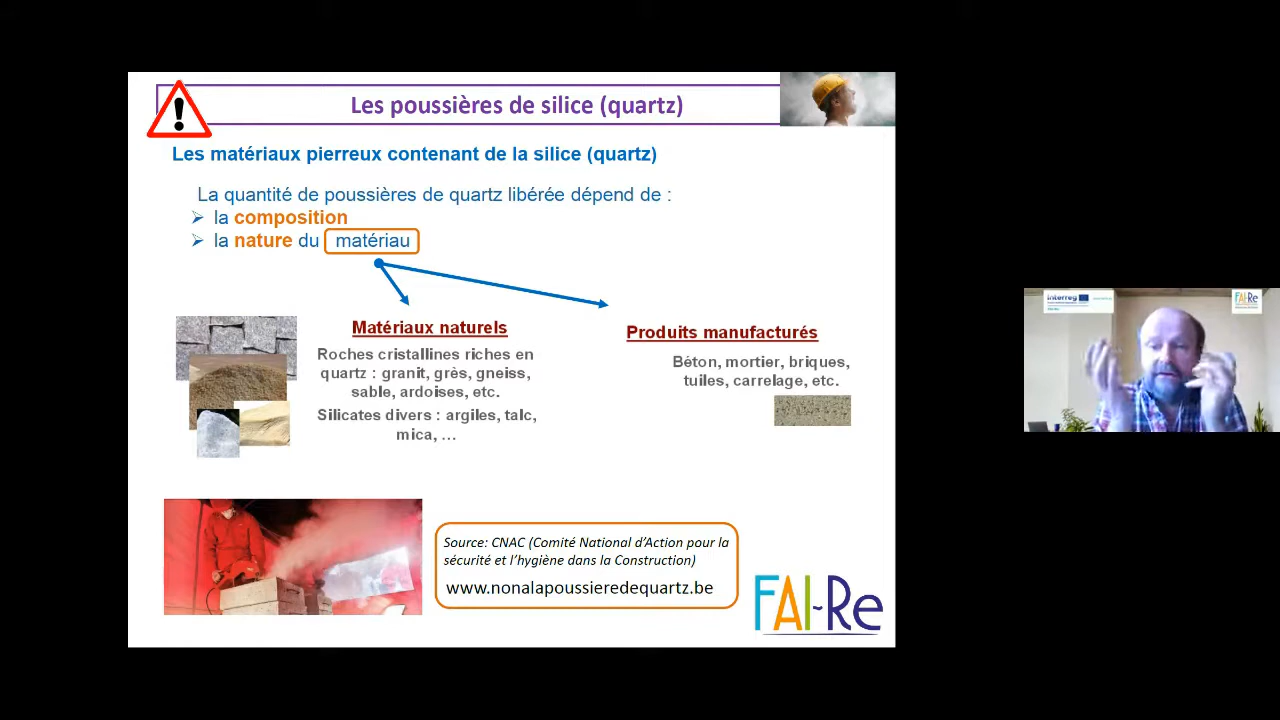 Les poussières de silice (quartz)
Les matériaux pierreux contenant de la silice (quartz)
La quantité de poussières de quartz libérée dépend de :
la composition
la nature du matériau
Matériaux naturels
Roches cristallines riches en
quartz : granit, grès, gneiss,
sable, ardoises, etc.
Silicates divers : argiles, talc,
mica, …
Produits manufacturés
Béton, mortier, briques,
tuiles, carrelage, etc.
Source: CNAC (Comité National d’Action pour la
sécurité et l’hygiène dans la Construction)
www.nonalapoussieredequartz.be
FAI~Re
Interreg
FAI-Re